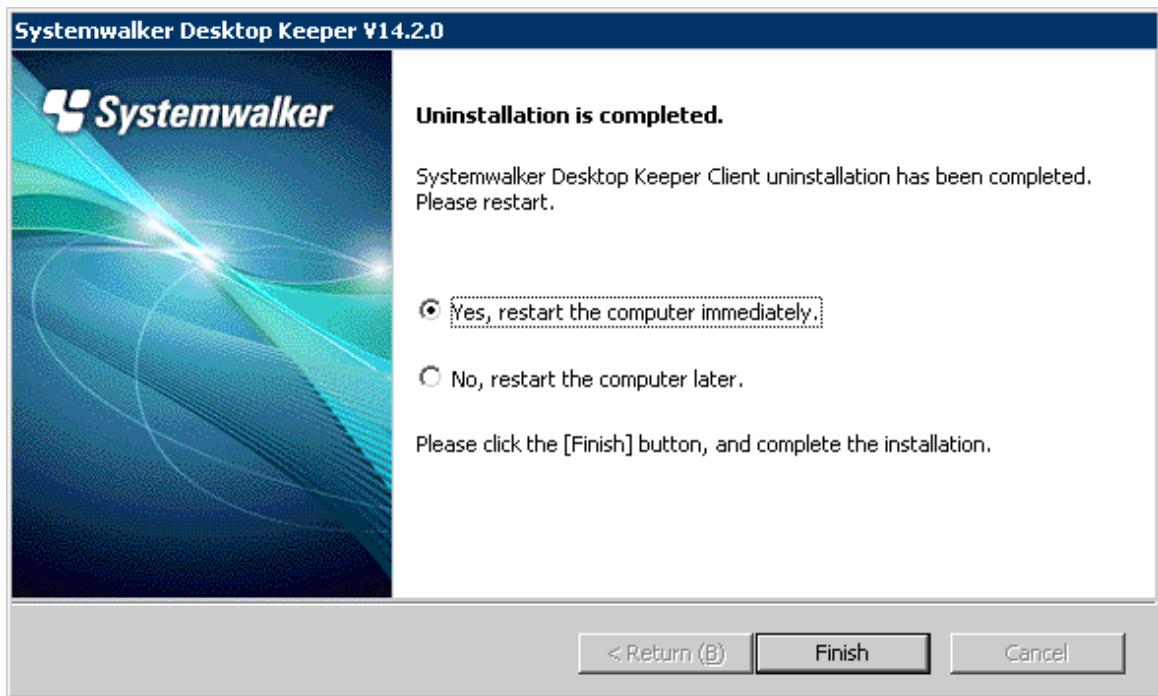 Systemwalker Desktop Keeper V14.2.0
Systemwalker
Uninstallation is completed.
Systemwalker Desktop Keeper Client uninstallation has been completed.
Please restart.
Yes, restart the computer immediately.
No, restart the computer later.
Please click the [Finish] button, and complete the installation.
< Return (B)
Finish
Cancel